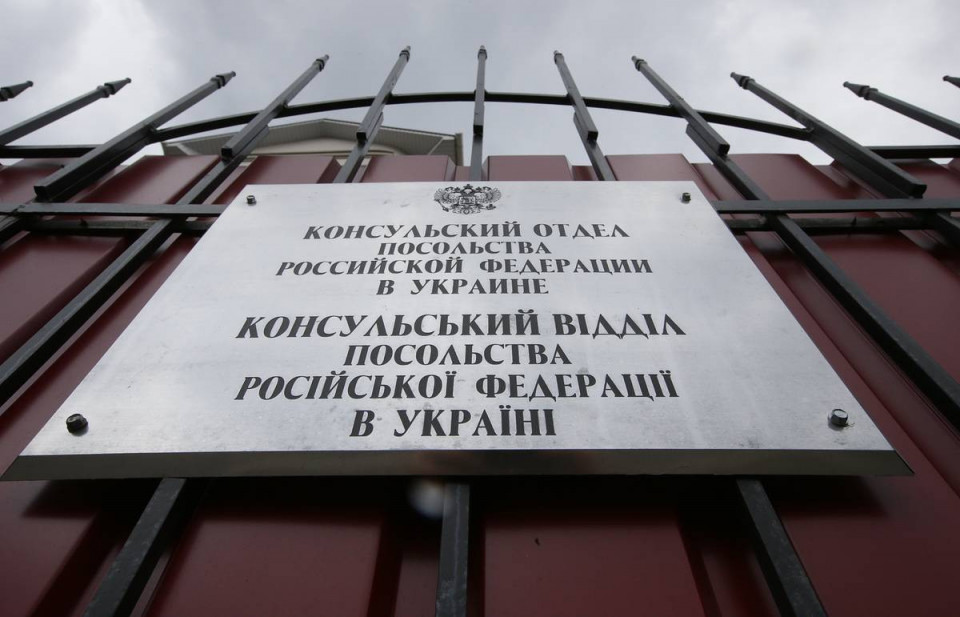 КОНСУЛЬСКИЙ ОТДЕЛ
ПОСОЛЬСТВА
РОССИЙСКОЙ ФЕДЕРАЦИИ
В УКРАИНЕ
КОНСУЛЬСЬКИЙ ВІДДІЛ
ПОСОЛЬСТВА
РОСІЙСЬКОЇ ФЕДЕРАЦІЇ
В УКРАЇНІ